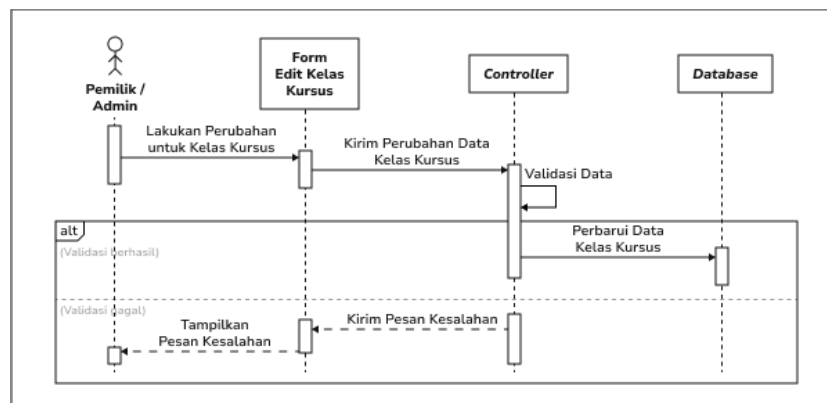 Pemilik /
Admin
Form
Edit Kelas
Kursus
Controller
Database
Lakukan Perubahan
untuk Kelas Kursus
Kirim Perubahan Data
Kelas Kursus
Validasi Data
alt
(Validasi berhasil)
Perbarui Data
Kelas Kursus
(Validasi gagal)
Kirim Pesan Kesalahan
Tampilkan
Pesan Kesalahan